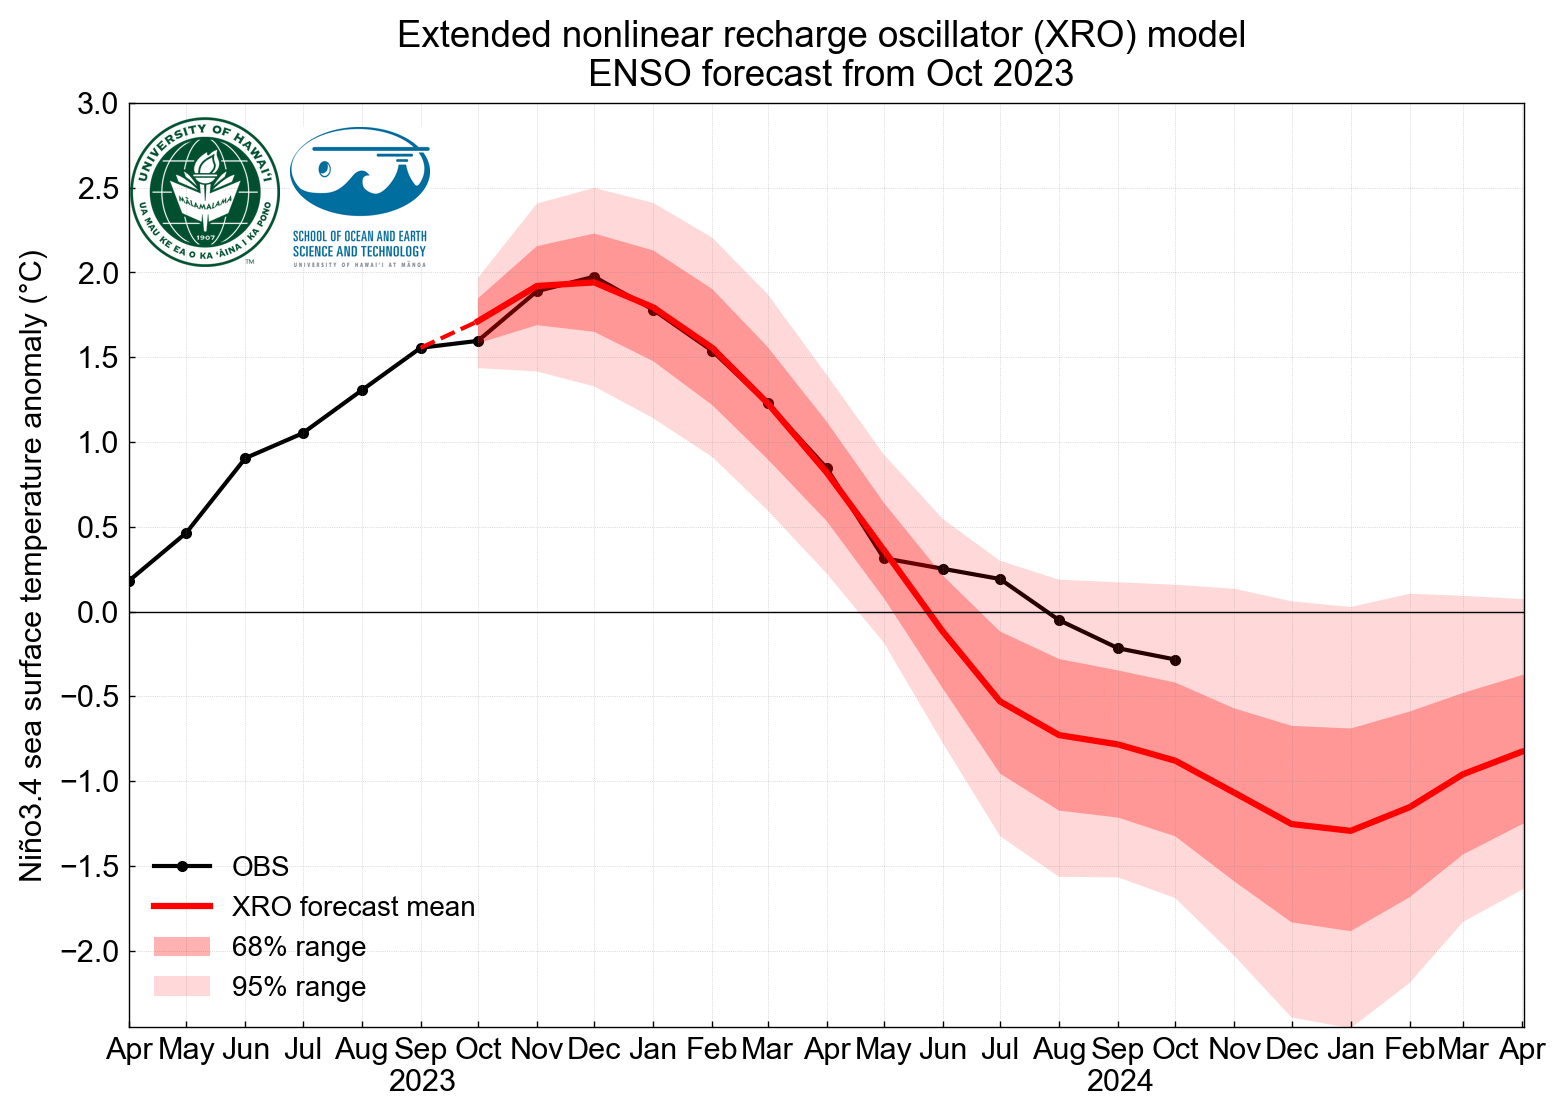 Extended nonlinear recharge oscillator (XRO) model
ENSO forecast from Oct 2023
UNIVERSITY OF HAWAIʻI
MĀLAMALAMA
1907
UA MAU KE EA O KA ʻĀINA I KA PONO
TM
SCHOOL OF OCEAN AND EARTH
SCIENCE AND TECHNOLOGY
UNIVERSITY OF HAWAIʻI AT MĀNOA
Niño3.4 sea surface temperature anomaly (°C)
3.0
2.5
2.0
1.5
1.0
0.5
0.0
−0.5
−1.0
−1.5
−2.0
OBS
XRO forecast mean
68% range
95% range
Apr May Jun Jul Aug Sep Oct Nov Dec Jan Feb Mar Apr May Jun Jul Aug Sep Oct Nov Dec Jan Feb Mar Apr
2023 2024